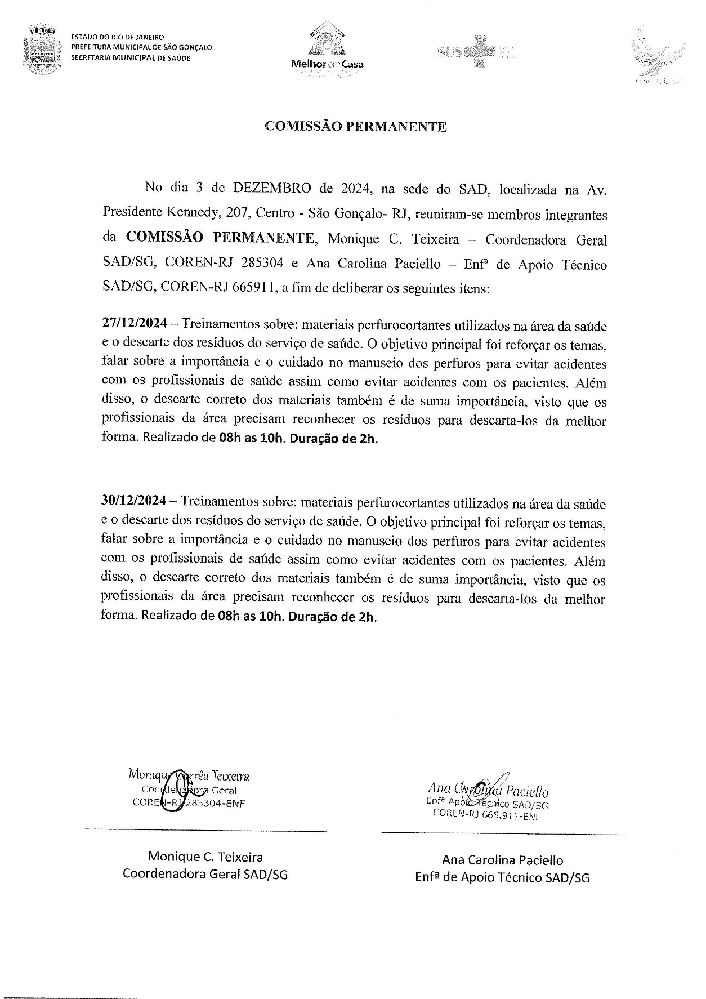 ESTADO DO RIO DE JANEIRO
PREFEITURA MUNICIPAL DE SÃO GONÇALO
SECRETARIA MUNICIPAL DE SAÚDE
Melhor em Casa
SUS
COMISSÃO PERMANENTE
No dia 3 de DEZEMBRO de 2024, na sede do SAD, localizada na Av.
Presidente Kennedy, 207, Centro - São Gonçalo- RJ, reuniram-se membros integrantes
da COMISSÃO PERMANENTE, Monique C. Teixeira – Coordenadora Geral
SAD/SG, COREN-RJ 285304 e Ana Carolina Paciello – Enfª de Apoio Técnico
SAD/SG, COREN-RJ 665911, a fim de deliberar os seguintes itens:
27/12/2024 – Treinamentos sobre: materiais perfurocortantes utilizados na área da saúde
e o descarte dos resíduos do serviço de saúde. O objetivo principal foi reforçar os temas,
falar sobre a importância e o cuidado no manuseio dos perfuros para evitar acidentes
com os profissionais de saúde assim como evitar acidentes com os pacientes. Além
disso, o descarte correto dos materiais também é de suma importância, visto que os
profissionais da área precisam reconhecer os resíduos para descarta-los da melhor
forma. Realizado de 08h as 10h. Duração de 2h.
30/12/2024 – Treinamentos sobre: materiais perfurocortantes utilizados na área da saúde
e o descarte dos resíduos do serviço de saúde. O objetivo principal foi reforçar os temas,
falar sobre a importância e o cuidado no manuseio dos perfuros para evitar acidentes
com os profissionais de saúde assim como evitar acidentes com os pacientes. Além
disso, o descarte correto dos materiais também é de suma importância, visto que os
profissionais da área precisam reconhecer os resíduos para descarta-los da melhor
forma. Realizado de 08h as 10h. Duração de 2h.
Monique Corrêa Teixeira
Coordenadora Geral
COREN-RJ 285304-ENF
Ana Carolina Paciello
Enfª Apoio Técnico SAD/SG
COREN-RJ 665.911-ENF
Monique C. Teixeira
Coordenadora Geral SAD/SG
Ana Carolina Paciello
Enfª de Apoio Técnico SAD/SG